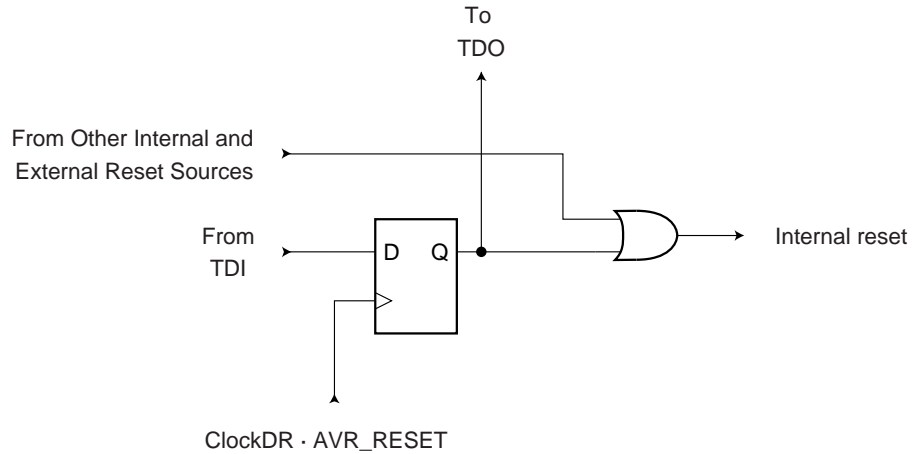 To
TDO
From Other Internal and
External Reset Sources
From
TDI
D Q
Internal reset
ClockDR · AVR_RESET